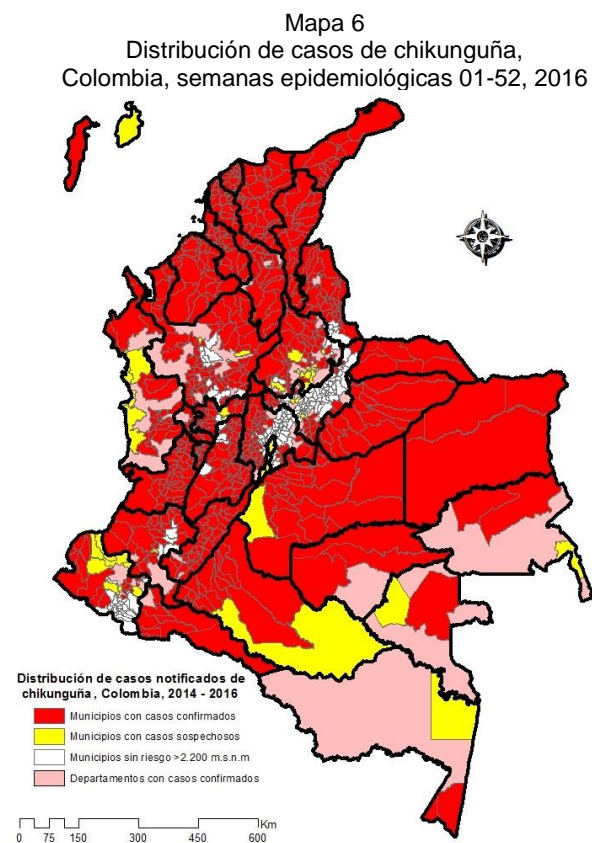 Mapa 6
Distribución de casos de chikunguña,
Colombia, semanas epidemiológicas 01-52, 2016
Distribución de casos notificados de
chikunguña, Colombia, 2014 - 2016
Municipios con casos confirmados
Municipios con casos sospechosos
Municipios sin riesgo >2.200 m.s.n.m
Departamentos con casos confirmados
Km
0 75 150 300 450 600